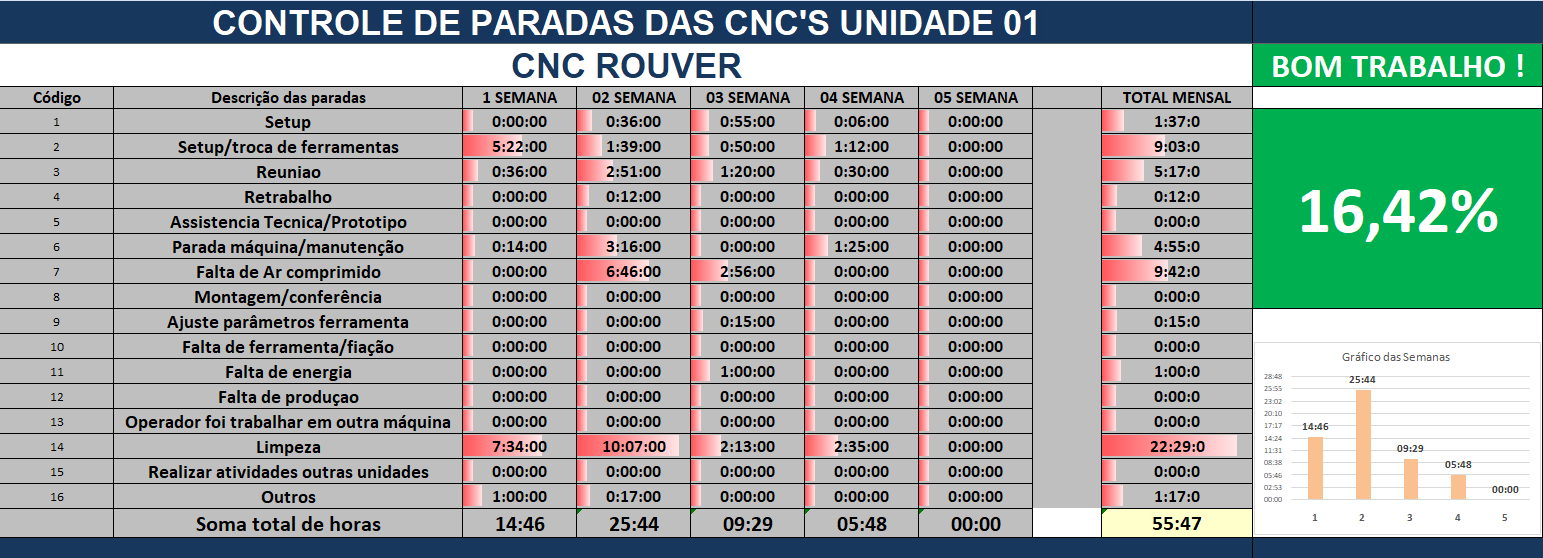 CONTROLE DE PARADAS DAS CNC'S UNIDADE 01
CNC ROUVER BOM TRABALHO !
Código Descrição das paradas 1 SEMANA 02 SEMANA 03 SEMANA 04 SEMANA 05 SEMANA TOTAL MENSAL
1 Setup 0:00:00 0:36:00 0:55:00 0:06:00 0:00:00 1:37:0
2 Setup/troca de ferramentas 5:22:00 1:39:00 0:50:00 1:12:00 0:00:00 9:03:0
3 Reuniao 0:36:00 2:51:00 1:20:00 0:30:00 0:00:00 5:17:0
4 Retrabalho 0:00:00 0:12:00 0:00:00 0:00:00 0:00:00 0:12:0
5 Assistencia Tecnica/Prototipo 0:00:00 0:00:00 0:00:00 0:00:00 0:00:00 0:00:0
6 Parada máquina/manutenção 0:14:00 3:16:00 0:00:00 1:25:00 0:00:00 4:55:0
7 Falta de Ar comprimido 0:00:00 6:46:00 2:56:00 0:00:00 0:00:00 9:42:0
8 Montagem/conferência 0:00:00 0:00:00 0:00:00 0:00:00 0:00:00 0:00:0
9 Ajuste parâmetros ferramenta 0:00:00 0:00:00 0:15:00 0:00:00 0:00:00 0:15:0
10 Falta de ferramenta/fiação 0:00:00 0:00:00 0:00:00 0:00:00 0:00:00 0:00:0
11 Falta de energia 0:00:00 0:00:00 1:00:00 0:00:00 0:00:00 1:00:0
12 Falta de produçao 0:00:00 0:00:00 0:00:00 0:00:00 0:00:00 0:00:0
13 Operador foi trabalhar em outra máquina 0:00:00 0:00:00 0:00:00 0:00:00 0:00:00 0:00:0
14 Limpeza 7:34:00 10:07:00 2:13:00 2:35:00 0:00:00 22:29:0
15 Realizar atividades outras unidades 0:00:00 0:00:00 0:00:00 0:00:00 0:00:00 0:00:0
16 Outros 1:00:00 0:17:00 0:00:00 0:00:00 0:00:00 1:17:0
Soma total de horas 14:46 25:44 09:29 05:48 00:00 55:47
16,42%
Gráfico das Semanas
28:48
25:55
23:02
20:10
17:17
14:24
11:31
08:38
05:46
02:53
00:00
14:46 25:44 09:29 05:48 00:00
1 2 3 4 5